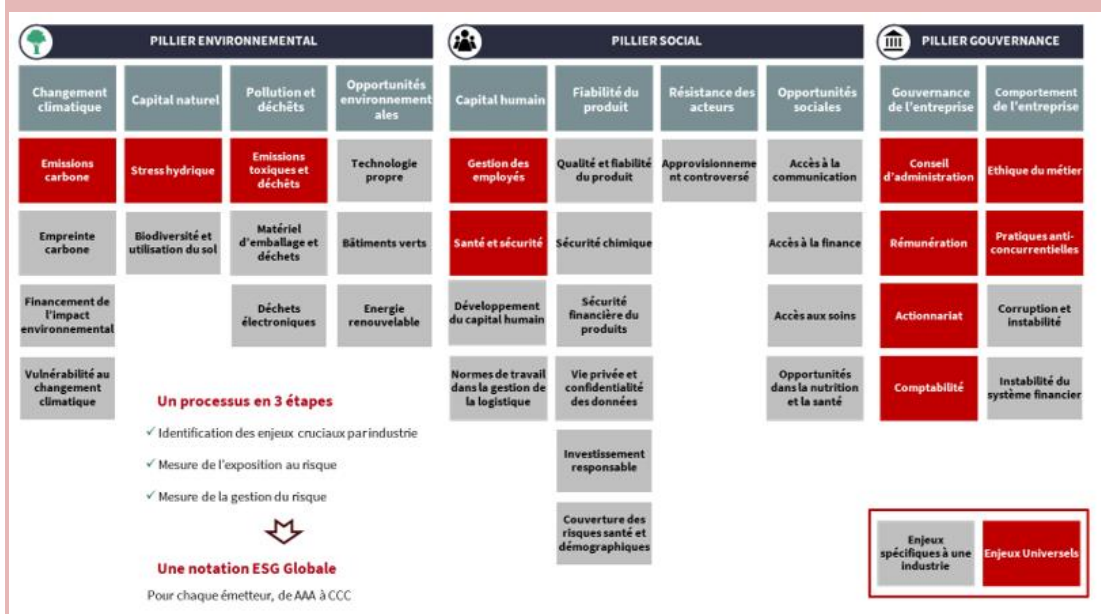 PILLIER ENVIRONNEMENTAL
PILLIER SOCIAL
PILLIER GOUVERNANCE
Changement
climatique
Capital naturel
Pollution et
déchêts
Opportunités
environnement
ales
Capital humain
Fiabilité du
produit
Résistance des
acteurs
Opportunités
sociales
Gouvernance
de l'entreprise
Comportement
de l'entreprise
Emissions
carbone
Stress hydrique
Emissions
toxiques et
déchêts
Technologie
propre
Gestion des
employés
Qualité et fiabilité
du produit
Approvisionneme
nt controversé
Accès à la
communication
Conseil
d'administration
Ethique du métier
Empreinte
carbone
Biodiversité et
utilisation du sol
Matériel
d'emballage et
déchets
Bâtiments verts
Santé et sécurité
Sécurité chimique
Accès à la finance
Rémunération
Pratiques anti-
concurrentielles
Financement de
l'impact
environnemental
Déchets
électroniques
Energie
renouvelable
Développement
du capital humain
Sécurité
financière du
produits
Accès aux soins
Actionnariat
Corruption et
instabilité
Vulnérabilité au
changement
climatique
Normes de travail
dans la gestion de
la logistique
Vie privée et
confidentialité
des données
Opportunités
dans la nutrition
et la santé
Comptabilité
Instabilité du
système financier
Investissement
responsable
Couverture des
risques santé et
démographiques
Un processus en 3 étapes
✓ Identification des enjeux cruciaux par industrie
✓ Mesure de l'exposition au risque
✓ Mesure de la gestion du risque
Une notation ESG Globale
Pour chaque émetteur, de AAA à CCC
Enjeux
spécifiques à une
industrie
Enjeux Universels